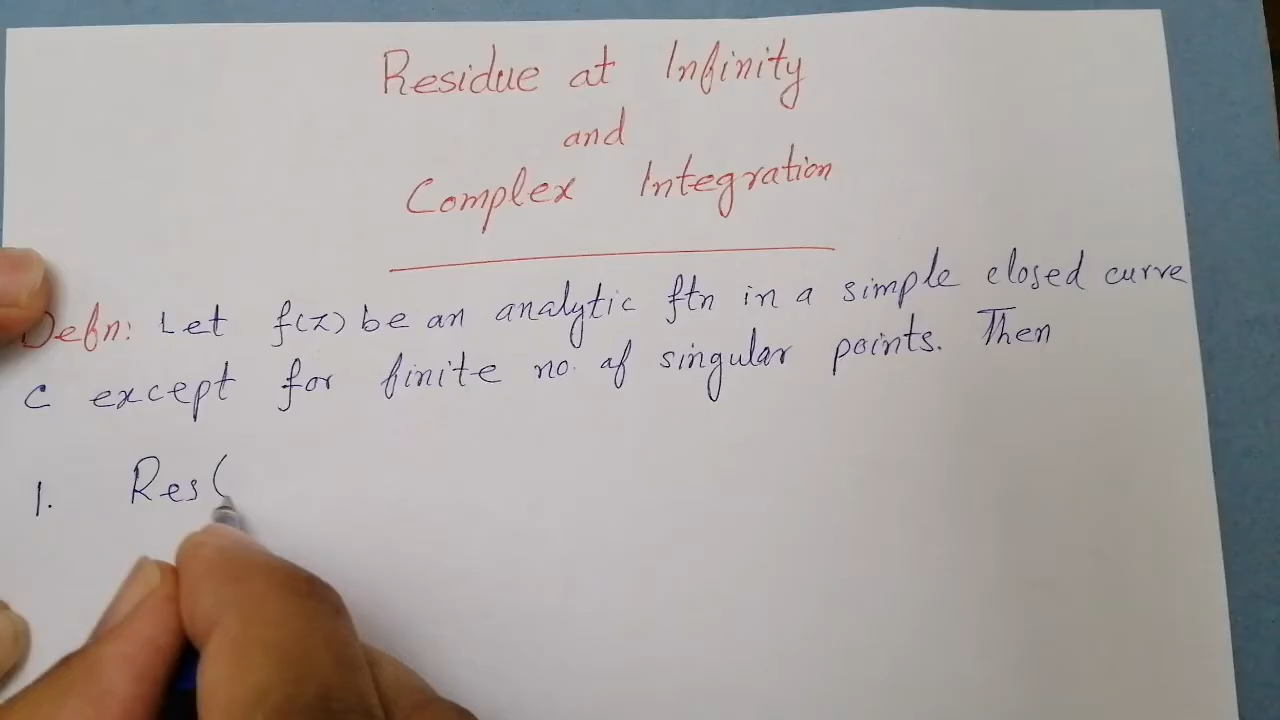 Residue at Infinity
and
Complex Integration
Defn: Let f(z) be an analytic ftn in a simple closed curve
C except for finite no. of singular points. Then
1. Res(